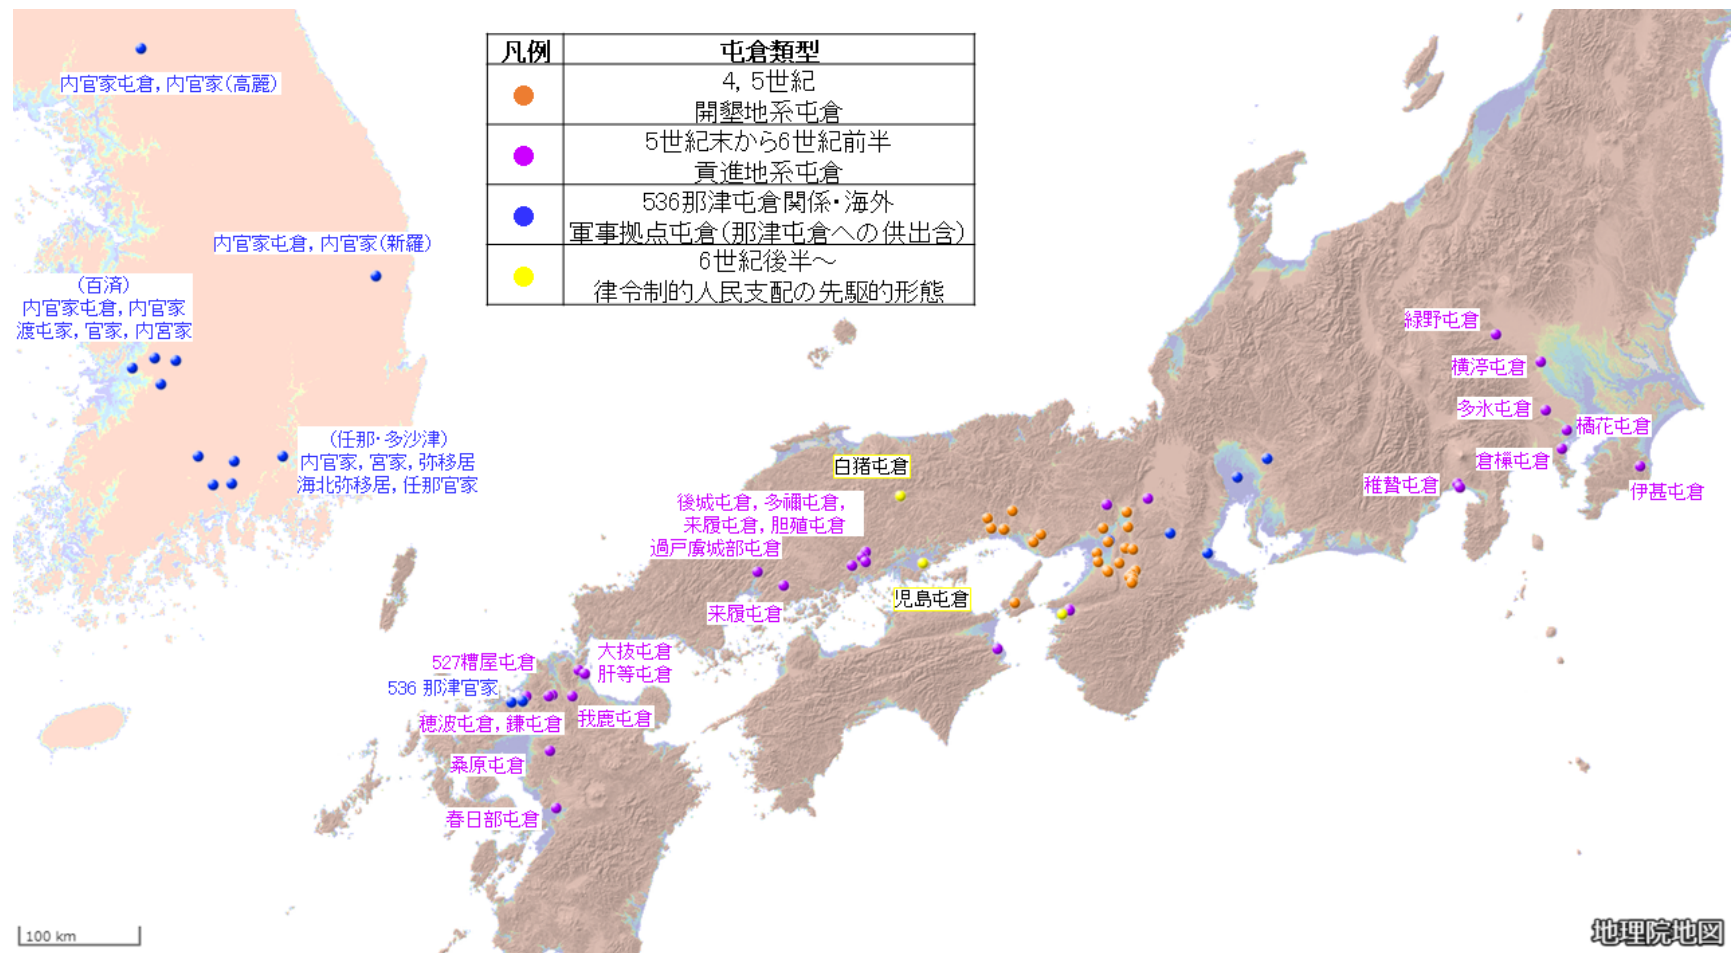 凡例 屯倉類型
4, 5世紀
開墾地系屯倉
5世紀末から6世紀前半
貢進地系屯倉
536那津屯倉関係・海外
軍事拠点屯倉(那津屯倉への供出含)
6世紀後半～
律令制的人民支配の先駆的形態
内官家屯倉, 内官家(高麗)
内官家屯倉, 内官家(新羅)
(百済)
内官家屯倉, 内官家
渡屯家, 官家, 内宮家
(任那・多沙津)
内官家, 宮家, 弥移居
海北弥移居, 任那官家
緑野屯倉
横渟屯倉
多氷屯倉
橘花屯倉
倉樔屯倉
稚贄屯倉
伊甚屯倉
白猪屯倉
後城屯倉, 多禰屯倉,
来履屯倉, 胆殖屯倉
過戸廣城部屯倉
児島屯倉
来履屯倉
大抜屯倉
肝等屯倉
527糟屋屯倉
536 那津官家
穂波屯倉, 鎌屯倉
我鹿屯倉
桑原屯倉
春日部屯倉
100 km
地理院地図